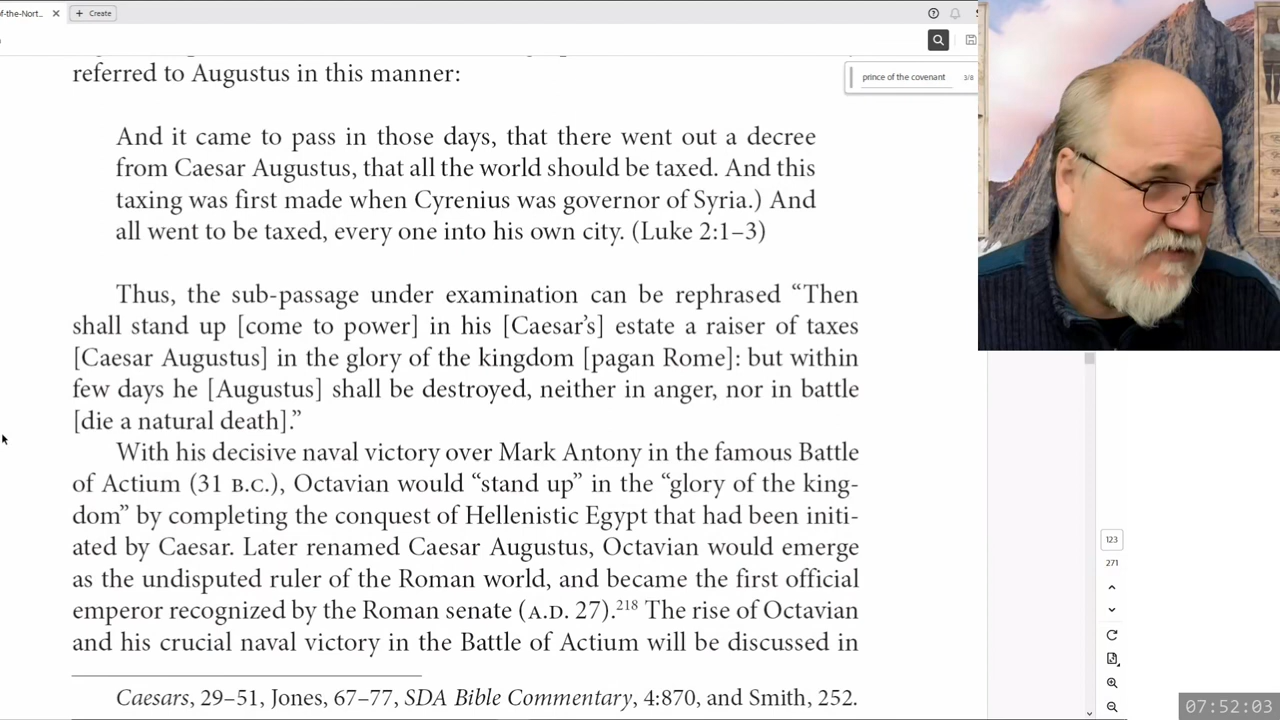 of-the-Nort...
Create
referred to Augustus in this manner:
prince of the covenant 3/8
And it came to pass in those days, that there went out a decree
from Caesar Augustus, that all the world should be taxed. And this
taxing was first made when Cyrenius was governor of Syria.) And
all went to be taxed, every one into his own city. (Luke 2:1–3)
Thus, the sub-passage under examination can be rephrased “Then
shall stand up [come to power] in his [Caesar’s] estate a raiser of taxes
[Caesar Augustus] in the glory of the kingdom [pagan Rome]: but within
few days he [Augustus] shall be destroyed, neither in anger, nor in battle
[die a natural death].”
With his decisive naval victory over Mark Antony in the famous Battle
of Actium (31 B.C.), Octavian would “stand up” in the “glory of the king-
dom” by completing the conquest of Hellenistic Egypt that had been initi-
ated by Caesar. Later renamed Caesar Augustus, Octavian would emerge
as the undisputed ruler of the Roman world, and became the first official
emperor recognized by the Roman senate (A.D. 27).218 The rise of Octavian
and his crucial naval victory in the Battle of Actium will be discussed in
Caesars, 29–51, Jones, 67–77, SDA Bible Commentary, 4:870, and Smith, 252.
123
271
07:52:03